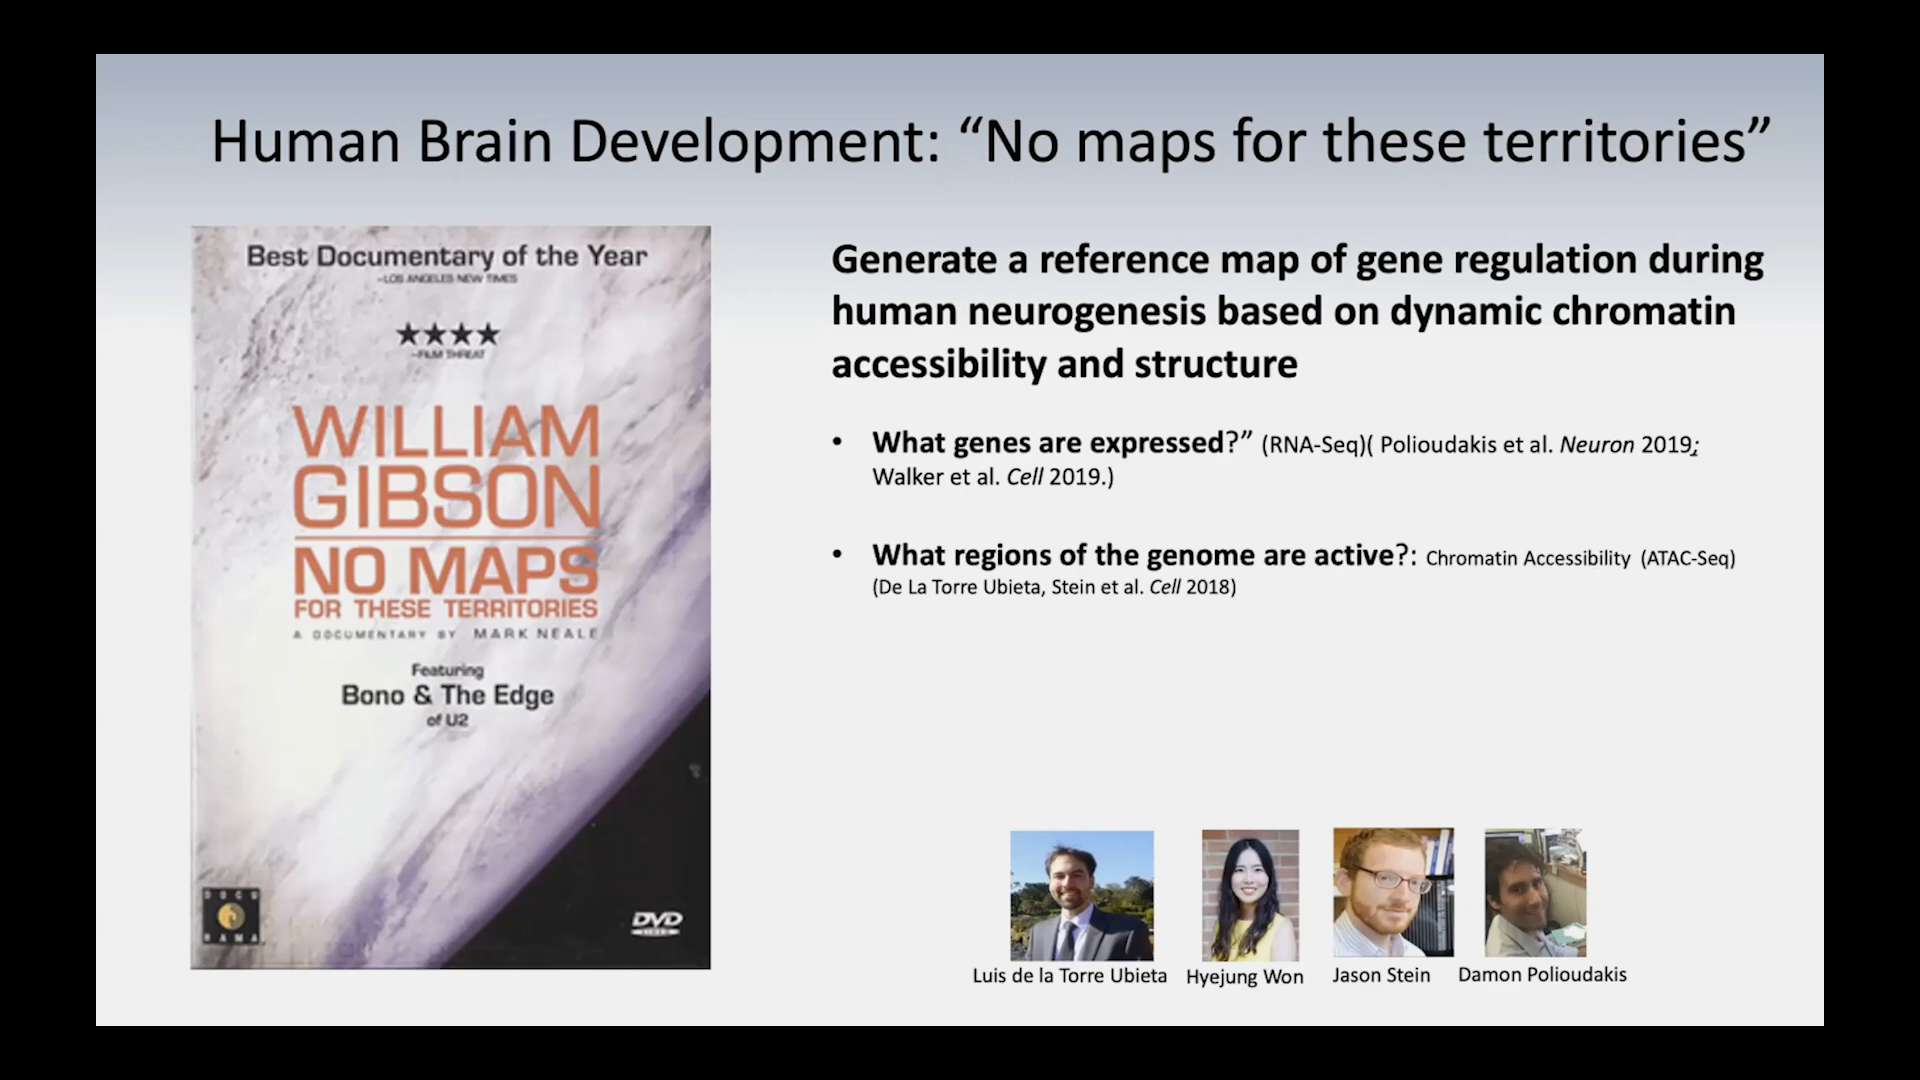 Human Brain Development: “No maps for these territories”
Best Documentary of the Year
–LOS ANGELES NEW TIMES
★★★★
–FILM THREAT
WILLIAM
GIBSON
NO MAPS
FOR THESE TERRITORIES
A DOCUMENTARY BY MARK NEALE
Featuring
Bono & The Edge
of U2
DOCU
RAMA
DVD
VIDEO
Generate a reference map of gene regulation during
human neurogenesis based on dynamic chromatin
accessibility and structure
• What genes are expressed?” (RNA-Seq)( Polioudakis et al. Neuron 2019;
Walker et al. Cell 2019.)
• What regions of the genome are active?: Chromatin Accessibility (ATAC-Seq)
(De La Torre Ubieta, Stein et al. Cell 2018)
Luis de la Torre Ubieta
Hyejung Won
Jason Stein
Damon Polioudakis